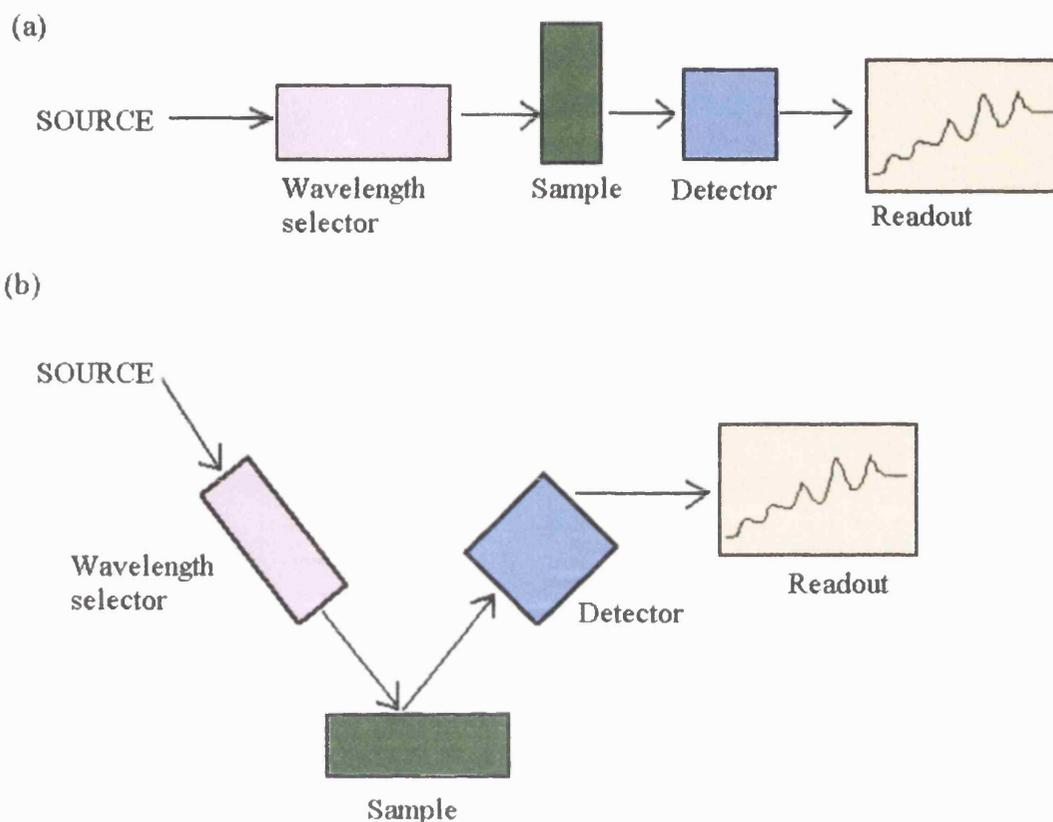 (a)
SOURCE
Wavelength
selector
Sample
Detector
Readout
(b)
SOURCE
Wavelength
selector
Detector
Readout
Sample